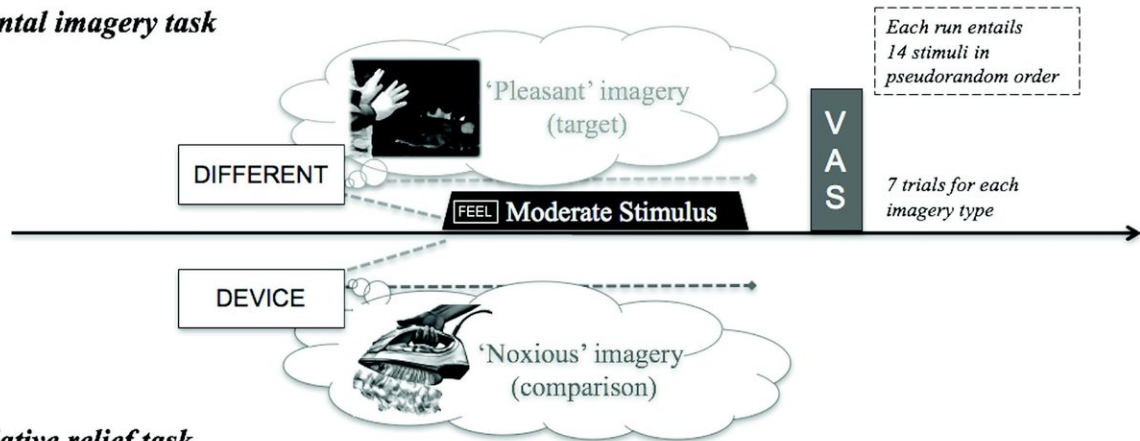 ntal imagery task
Each run entails
14 stimuli in
pseudorandom order
'Pleasant' imagery
(target)
DIFFERENT
VAS
7 trials for each
imagery type
FEEL Moderate Stimulus
DEVICE
'Noxious' imagery
(comparison)
ative relief task